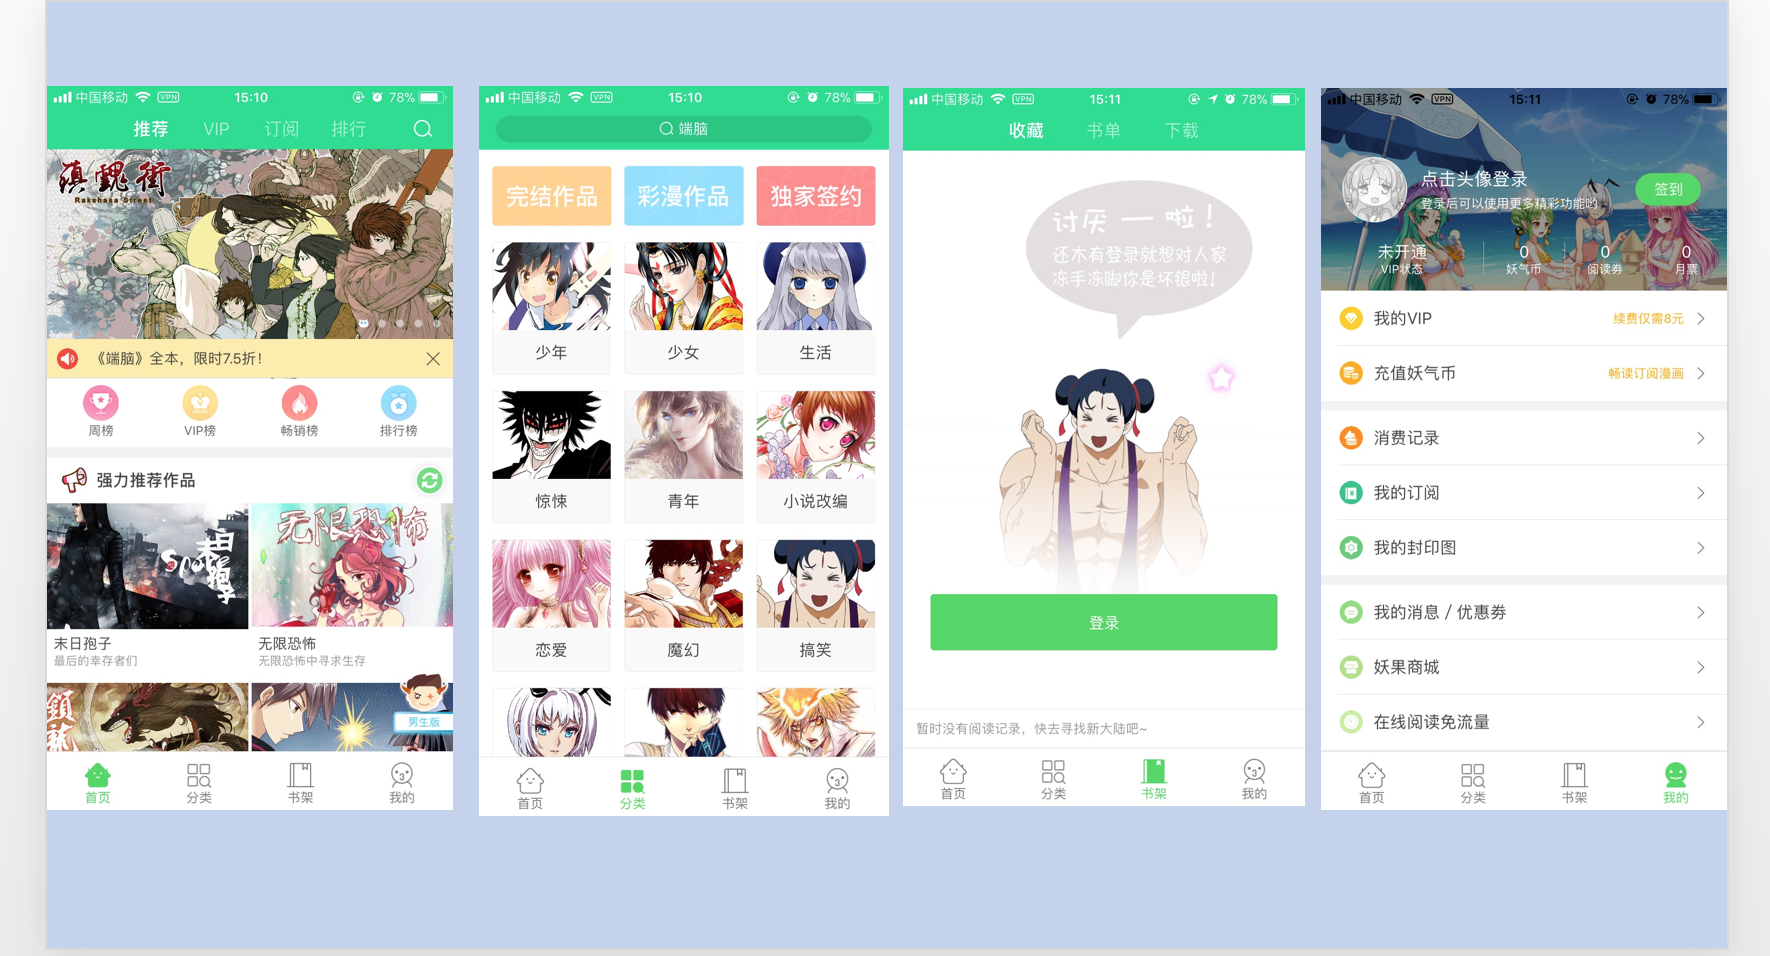 中国移动 VPN 15:10 78%
推荐 VIP 订阅 排行
鎮魂街
Rakshasa Street
《端脑》全本，限时7.5折！
周榜 VIP榜 畅销榜 排行榜
强力推荐作品
末日孢子
无限恐怖
末日孢子
最后的幸存者们
无限恐怖
无限恐怖中寻求生存
男生版
首页 分类 书架 我的
中国移动 VPN 15:10 78%
端脑
完结作品 彩漫作品 独家签约
少年 少女 生活
惊悚 青年 小说改编
恋爱 魔幻 搞笑
首页 分类 书架 我的
中国移动 VPN 15:11 78%
收藏 书单 下载
讨厌一啦！
还木有登录就想对人家
冻手冻脚你是坏银啦！
登录
暂时没有阅读记录，快去寻找新大陆吧~
首页 分类 书架 我的
中国移动 VPN 15:11 78%
点击头像登录
登录后可以使用更多精彩功能哟
签到
未开通 0 0 0
VIP状态 妖气币 阅读券 月票
我的VIP 续费仅需8元
充值妖气币 畅读订阅漫画
消费记录
我的订阅
我的封印图
我的消息 / 优惠券
妖果商城
在线阅读免流量
首页 分类 书架 我的